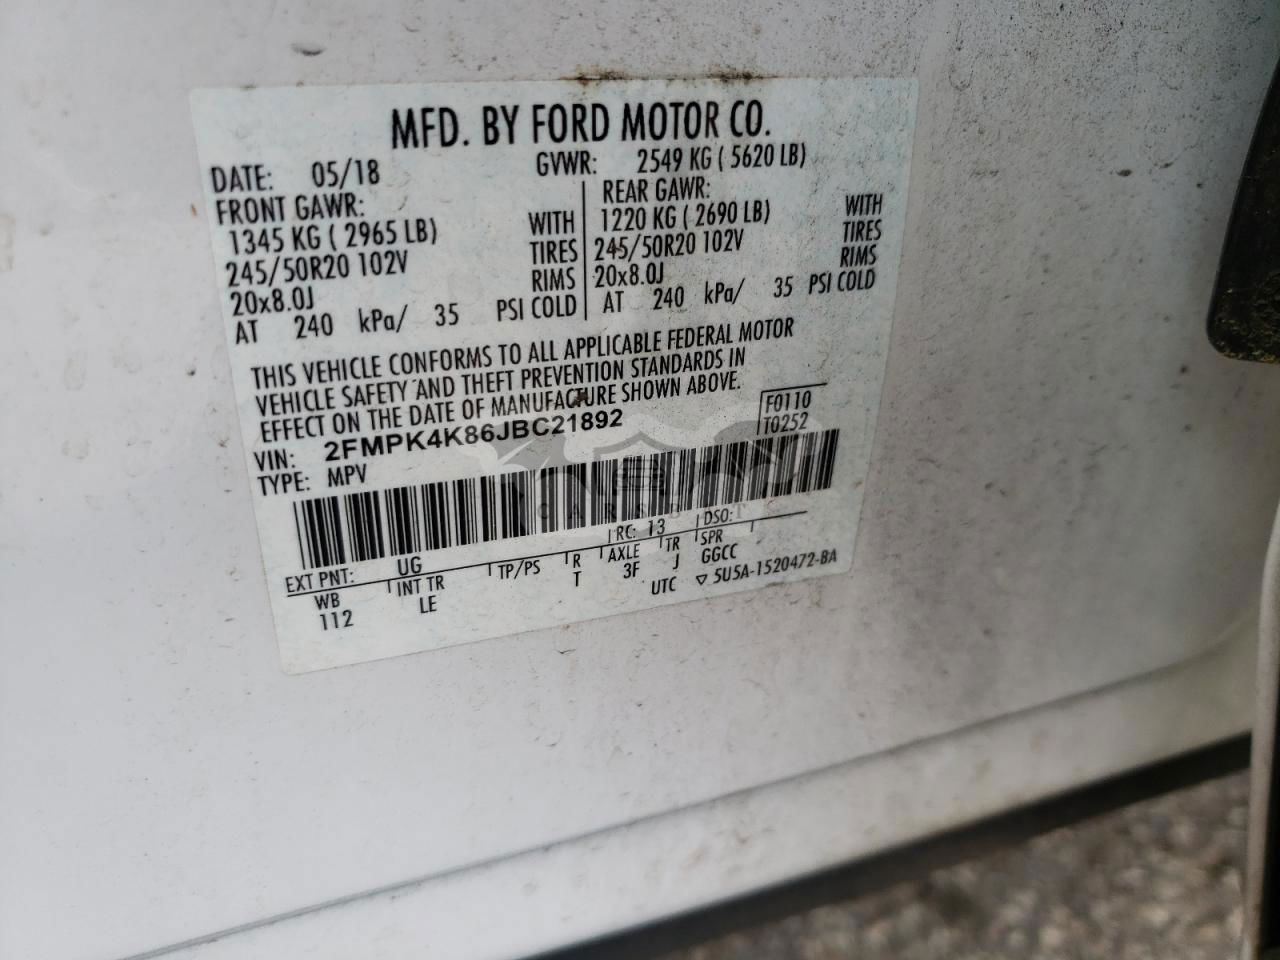 MFD. BY FORD MOTOR CO.
DATE: 05/18 GVWR: 2549 KG ( 5620 LB)
FRONT GAWR: REAR GAWR:
1345 KG ( 2965 LB) WITH 1220 KG ( 2690 LB) WITH
245/50R20 102V TIRES 245/50R20 102V TIRES
20x8.0J RIMS 20x8.0J RIMS
AT 240 kPa/ 35 PSI COLD AT 240 kPa/ 35 PSI COLD
THIS VEHICLE CONFORMS TO ALL APPLICABLE FEDERAL MOTOR
VEHICLE SAFETY AND THEFT PREVENTION STANDARDS IN
EFFECT ON THE DATE OF MANUFACTURE SHOWN ABOVE.
VIN: 2FMPK4K86JBC21892 F0110
TYPE: MPV T0252
CARSCUT
EXT PNT: UG RC: 13 DSO:
WB INT TR TP/PS R AXLE TR SPR
112 LE T 3F J GGCC
UTC ▽ 5U5A-1520472-BA